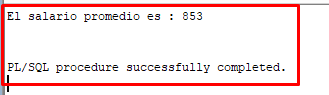 El salario promedio es : 853
PL/SQL procedure successfully completed.